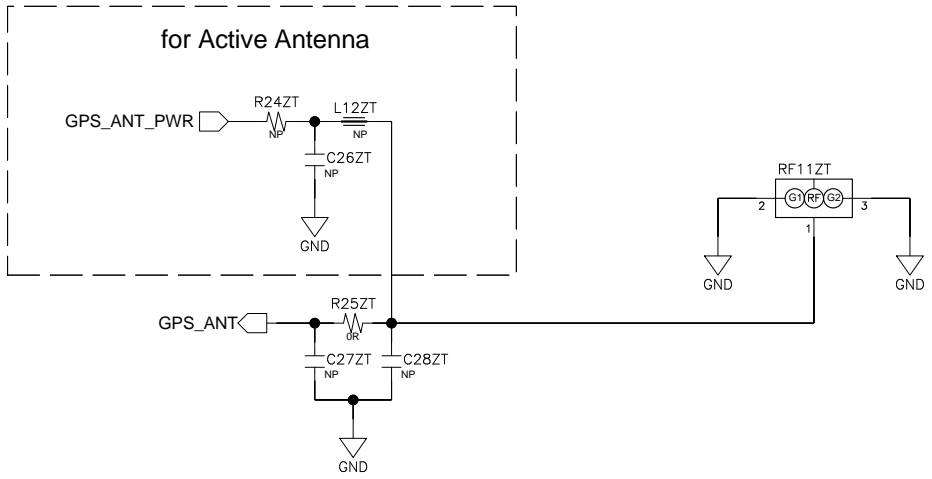 for Active Antenna
R24ZT
L12ZT
GPS_ANT_PWR
NP
NP
C26ZT
NP
GND
RF11ZT
2
G1
RF
G2
3
1
GND
GND
R25ZT
GPS_ANT
0R
C27ZT
NP
C28ZT
NP
GND